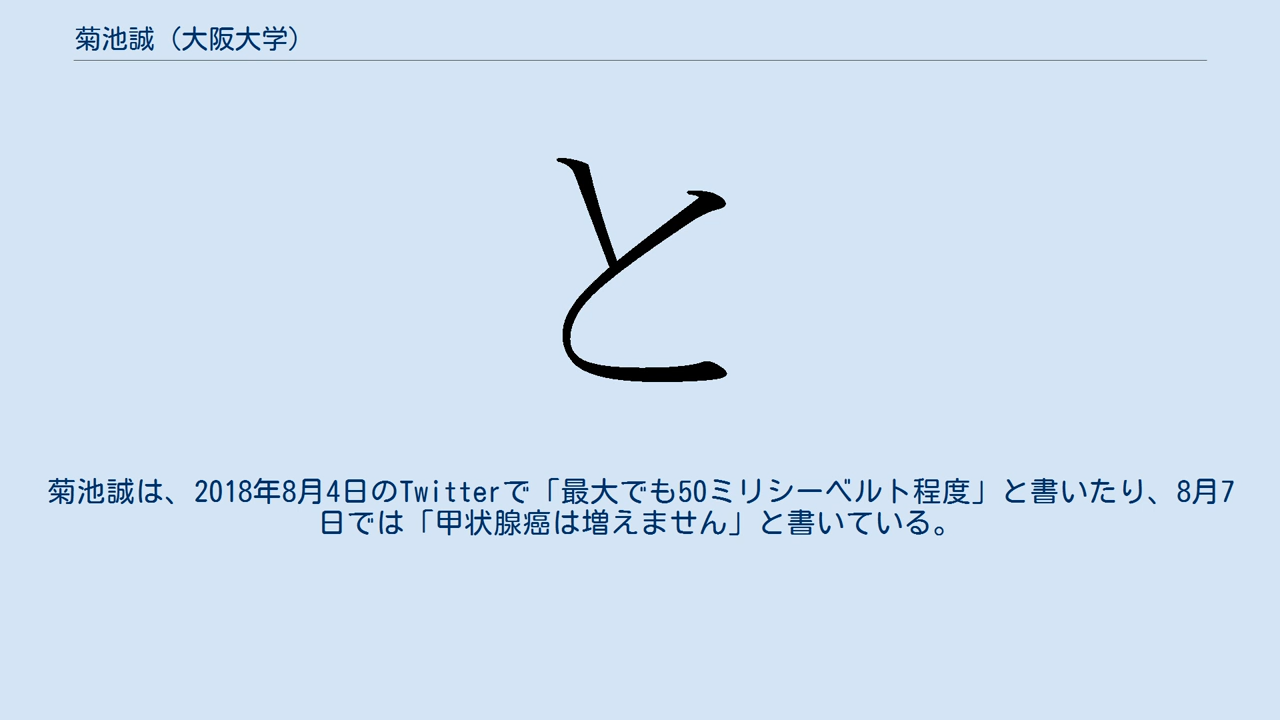 菊池誠（大阪大学）
と
菊池誠は、2018年8月4日のTwitterで「最大でも50ミリシーベルト程度」と書いたり、8月7
日では「甲状腺癌は増えません」と書いている。